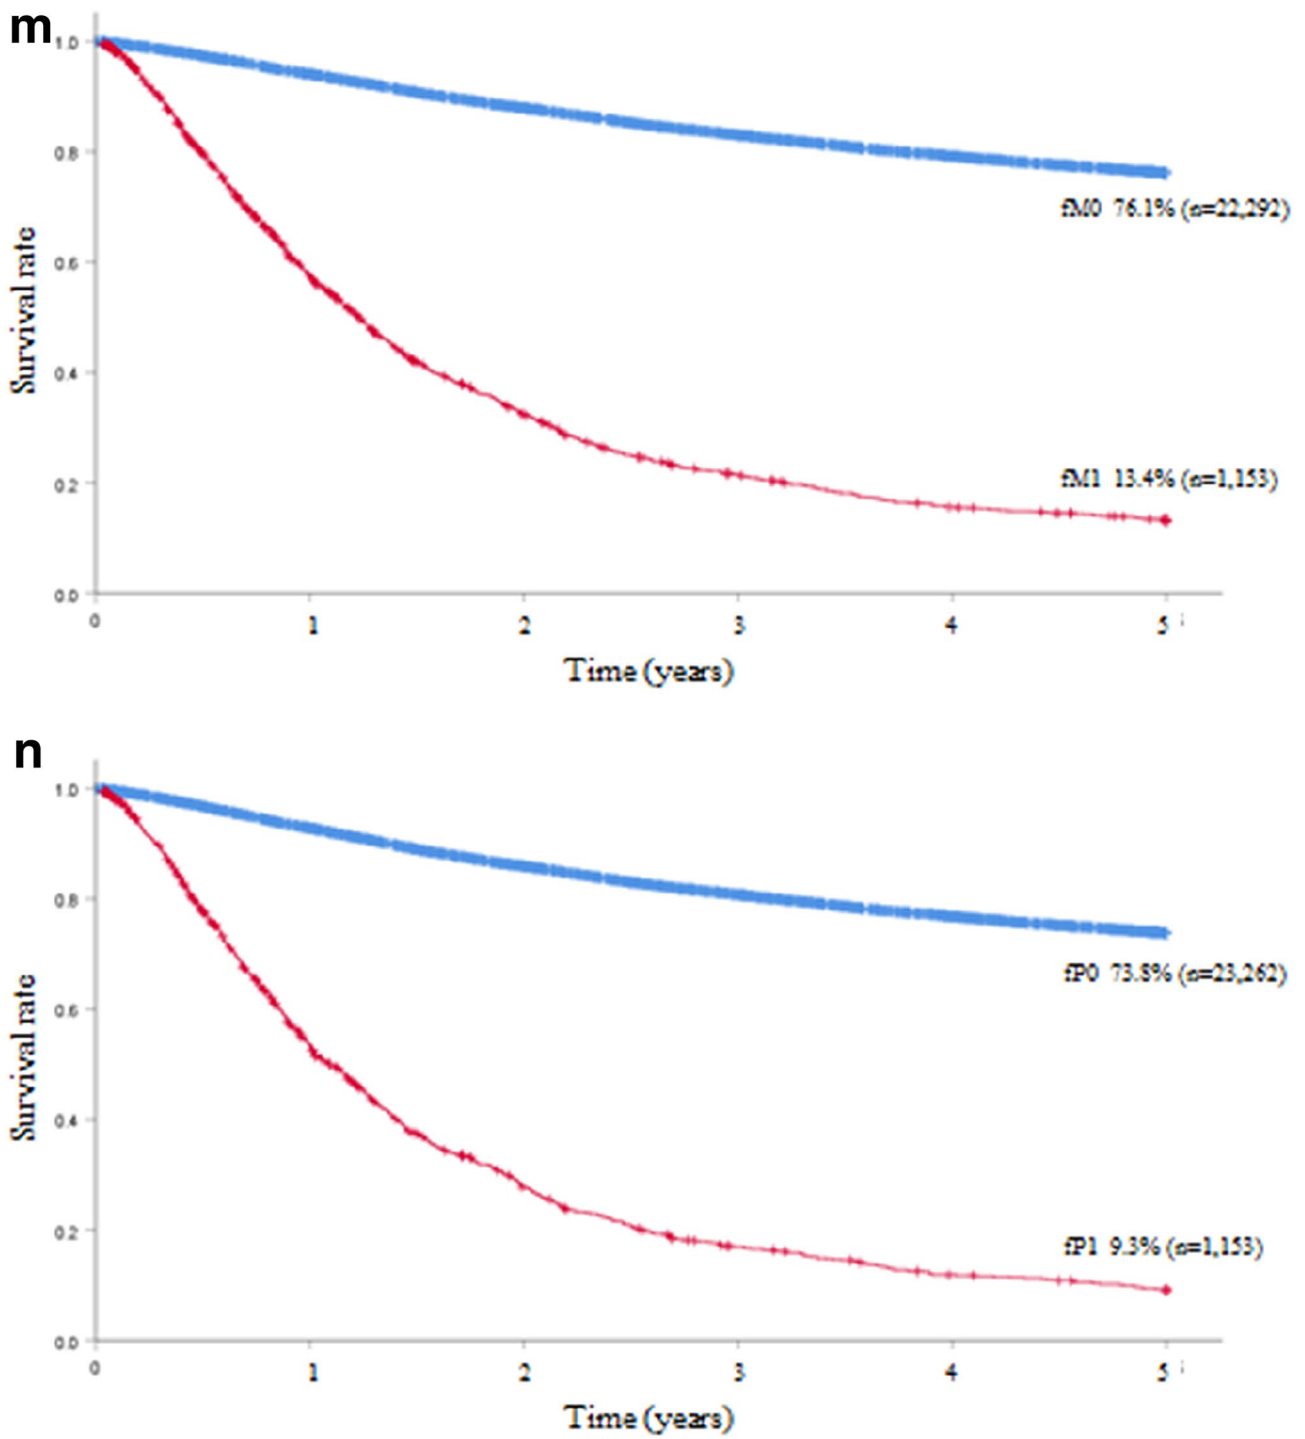 m
1.0
0.8
0.6
0.4
0.2
0.0
Survival rate
fM0 76.1% (n=22,292)
fM1 13.4% (n=1,153)
0 1 2 3 4 5
Time (years)
n
1.0
0.8
0.6
0.4
0.2
0.0
Survival rate
fP0 73.8% (n=23,262)
fP1 9.3% (n=1,153)
0 1 2 3 4 5
Time (years)